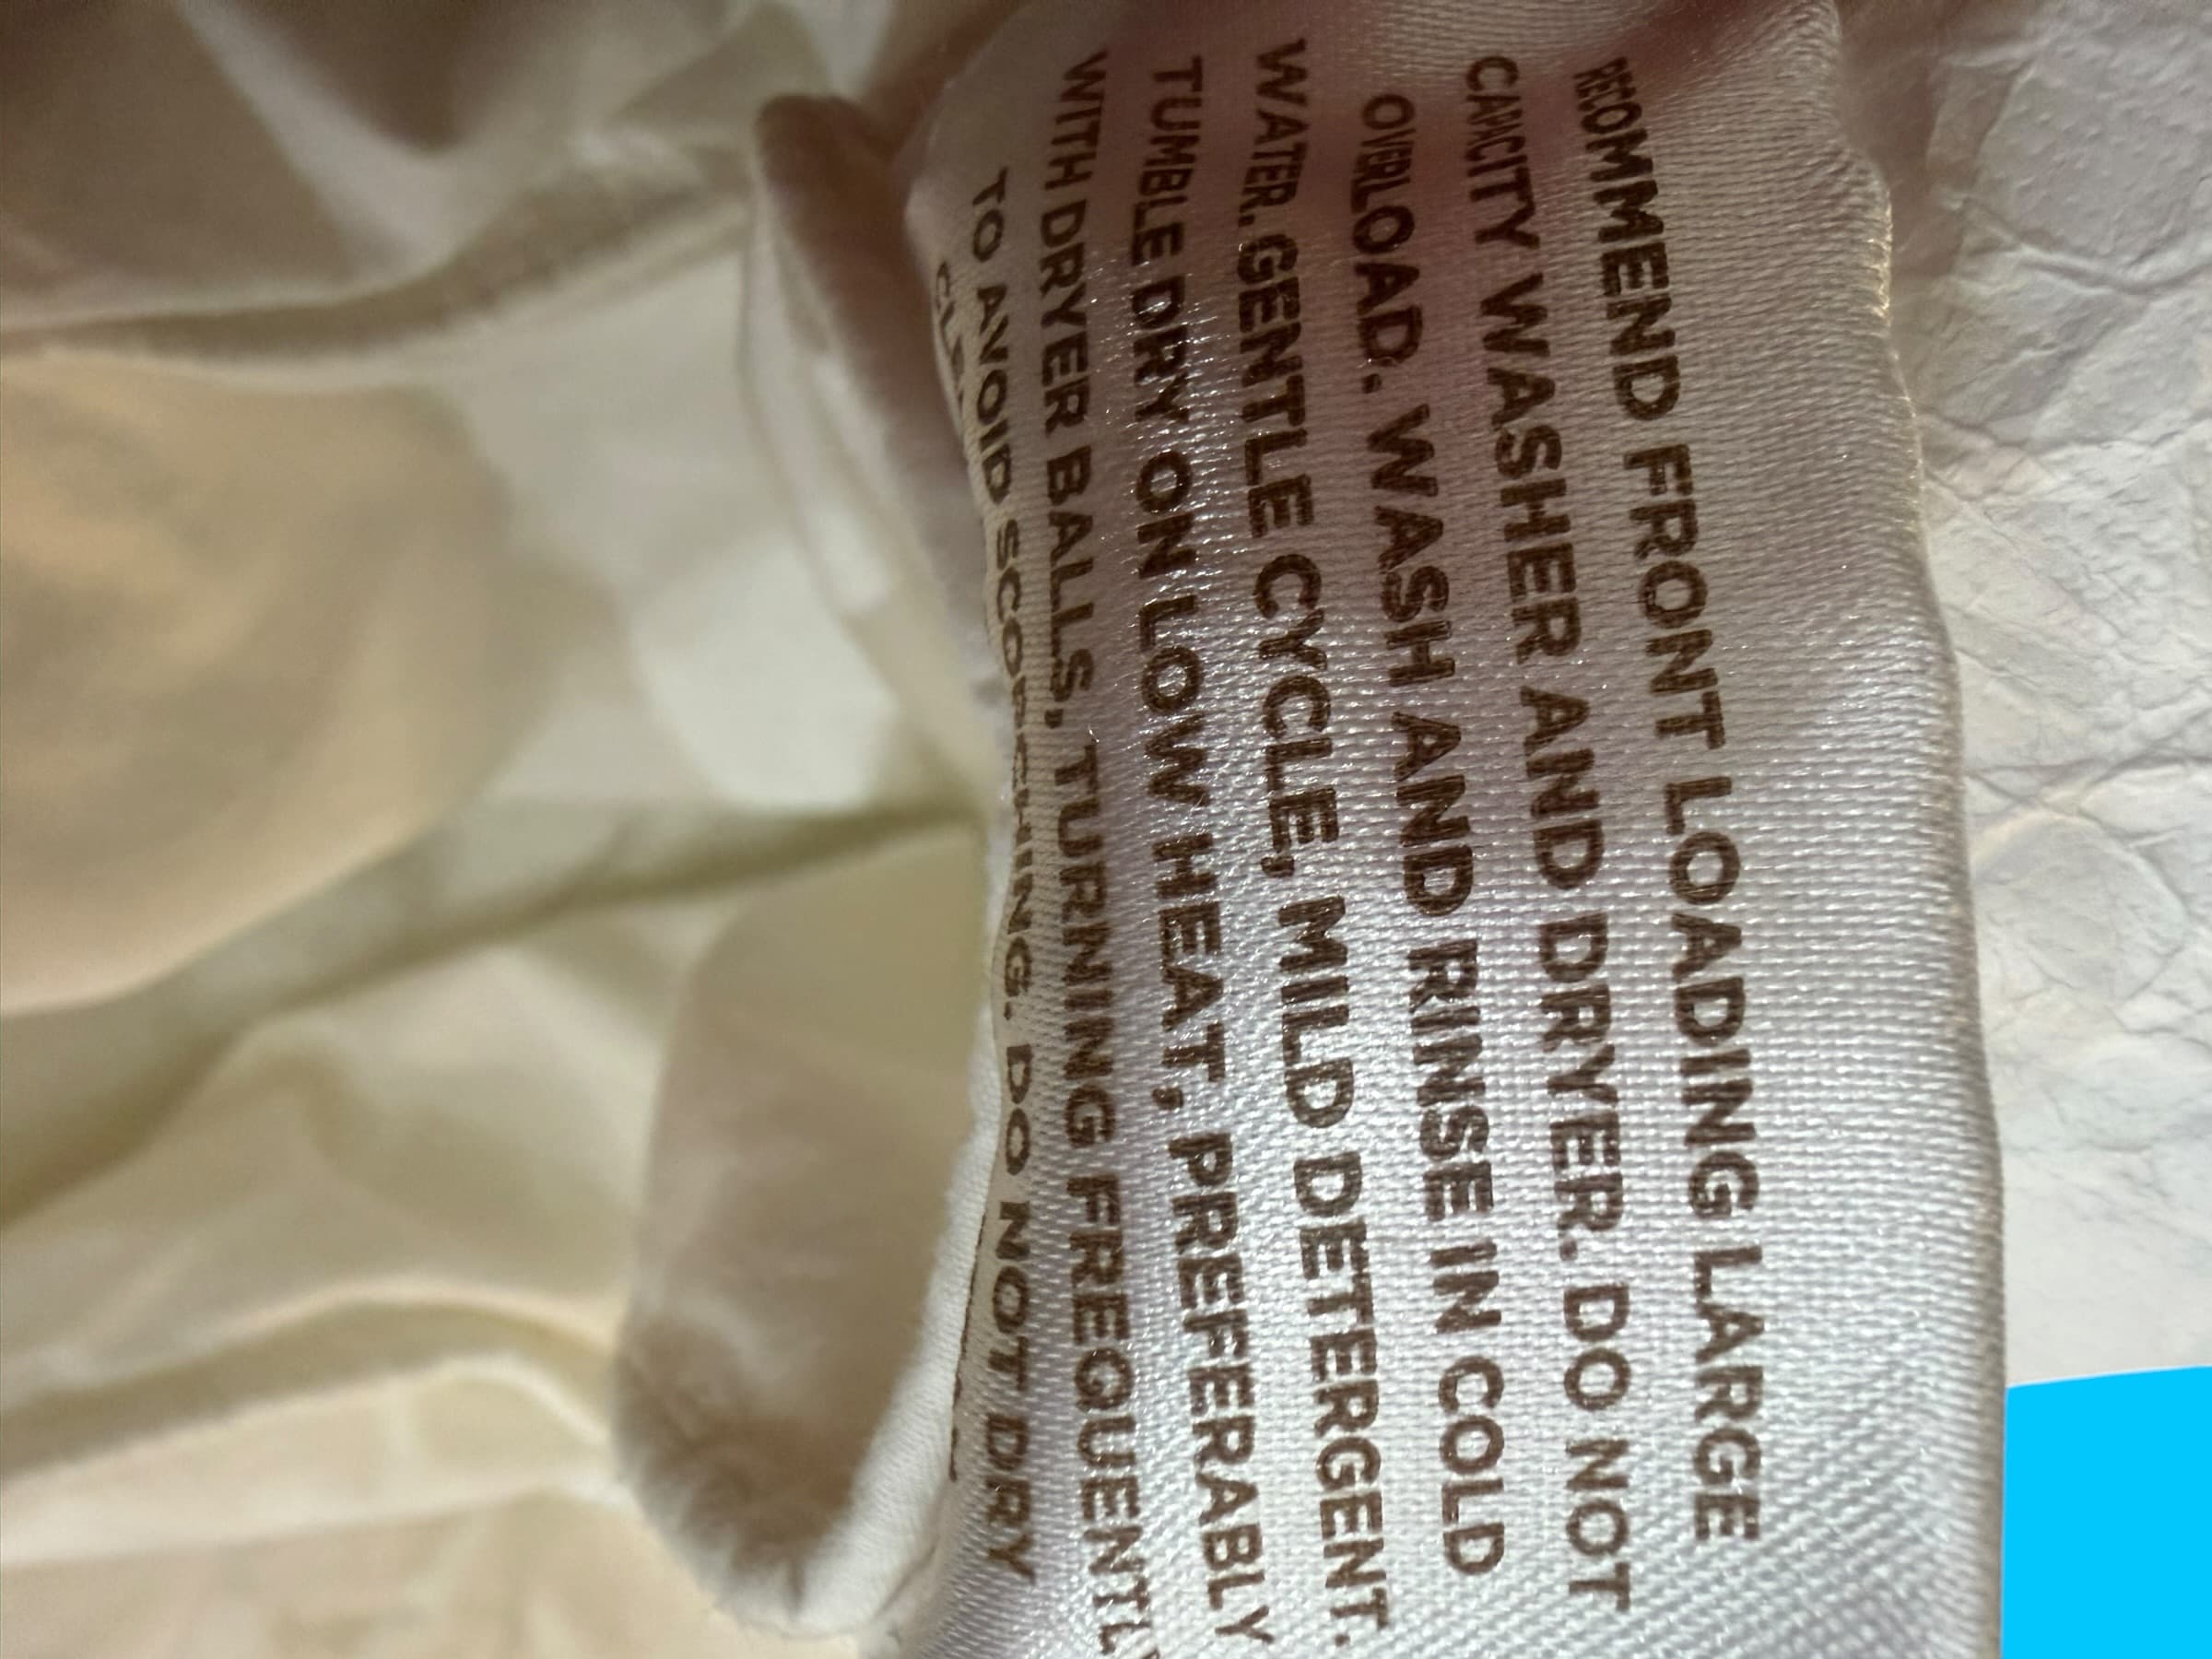 RECOMMEND FRONT LOADING LARGE
CAPACITY WASHER AND DRYER. DO NOT
OVERLOAD. WASH AND RINSE IN COLD
WATER. GENTLE CYCLE, MILD DETERGENT.
TUMBLE DRY ON LOW HEAT, PREFERABLY
WITH DRYER BALLS, TURNING FREQUENTLY
TO AVOID SCORCHING. DO NOT DRY